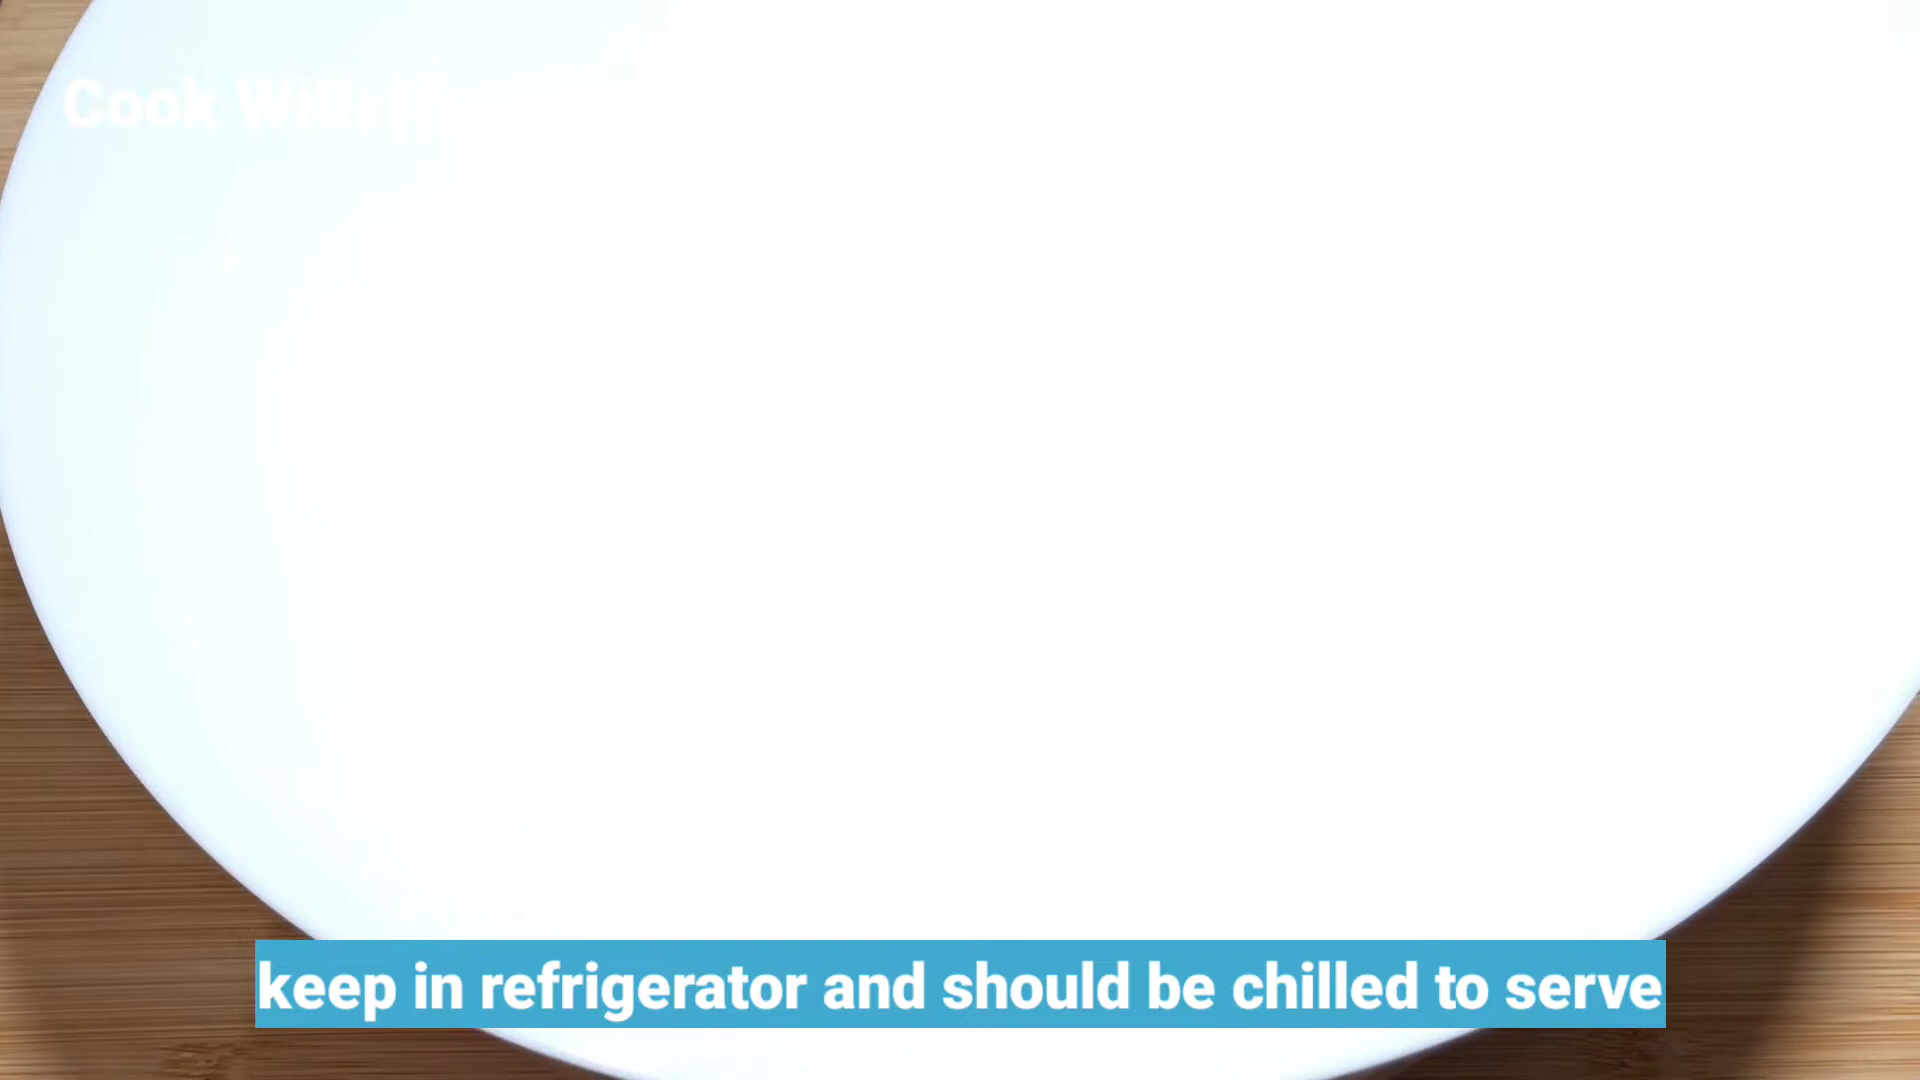 Cook With
keep in refrigerator and should be chilled to serve